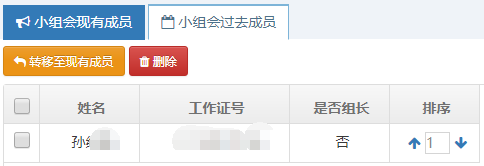 小组会现有成员 小组会过去成员
转移至现有成员 删除
姓名 工作证号 是否组长 排序
孙 否 1